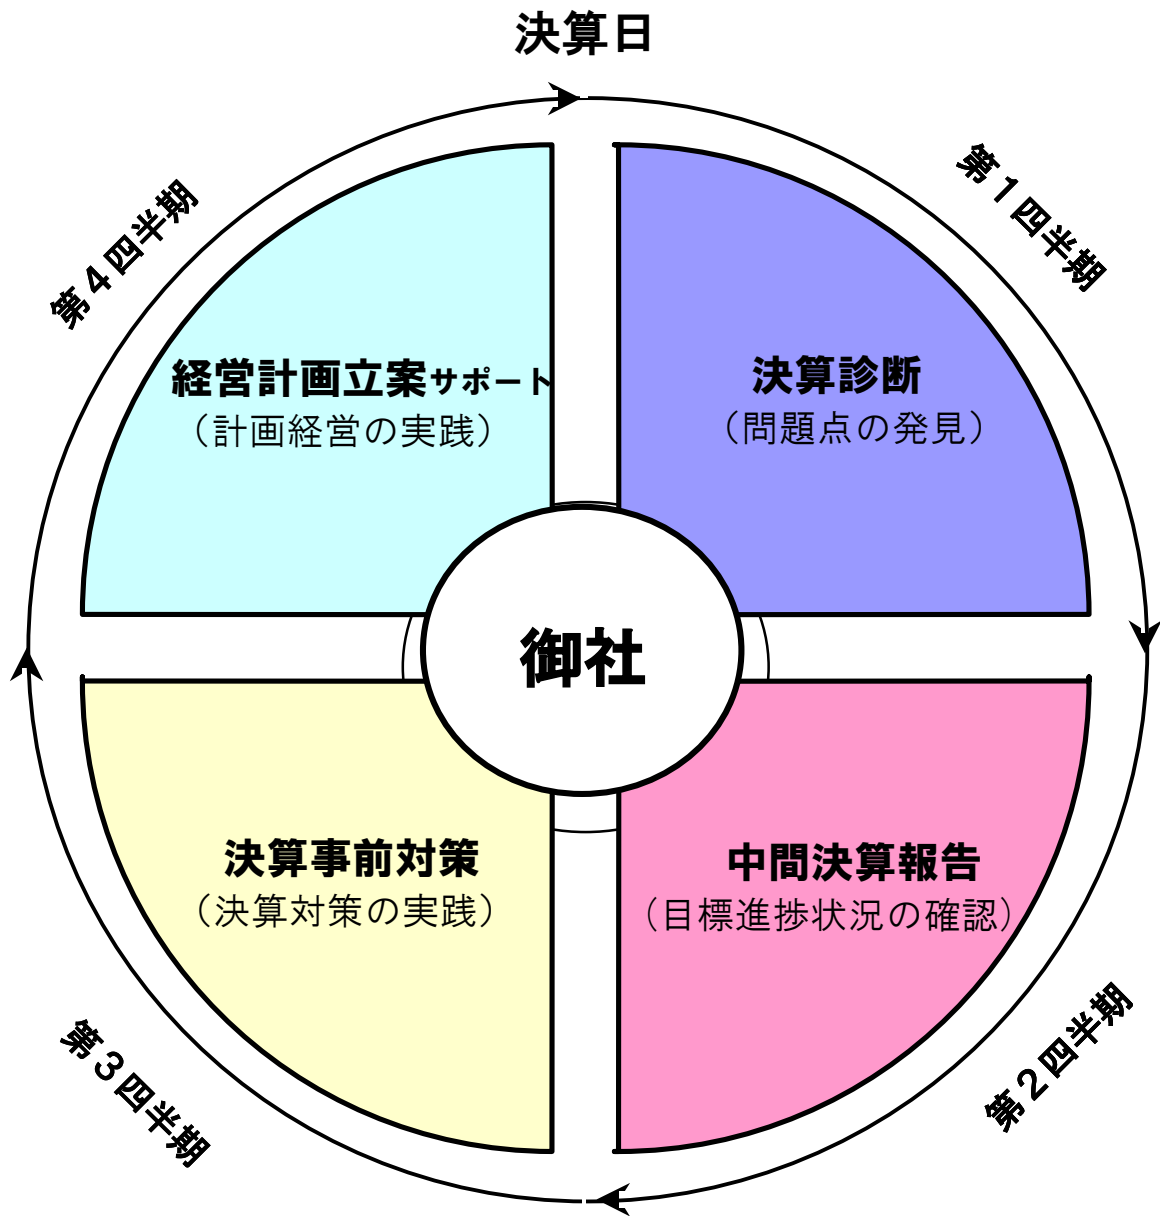 決算日
第１四半期
第４四半期
経営計画立案サポート
（計画経営の実践）
決算診断
（問題点の発見）
御社
決算事前対策
（決算対策の実践）
中間決算報告
（目標進捗状況の確認）
第３四半期
第２四半期